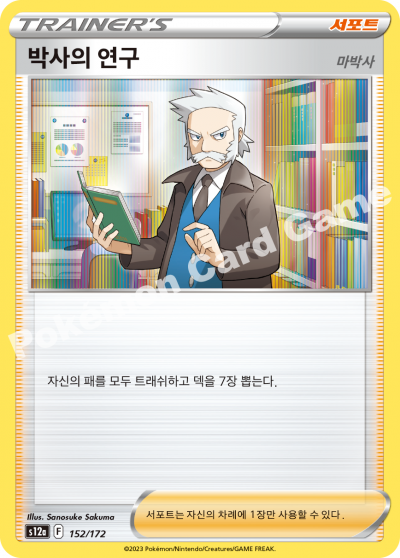 TRAINER'S
서포트
박사의 연구
마박사
Pokémon Card Game
자신의 패를 모두 트래쉬하고 덱을 7장 뽑는다.
Illus. Sanosuke Sakuma
s12a F 152/172
서포트는 자신의 차례에 1장만 사용할 수 있다.
©2023 Pokémon/Nintendo/Creatures/GAME FREAK.